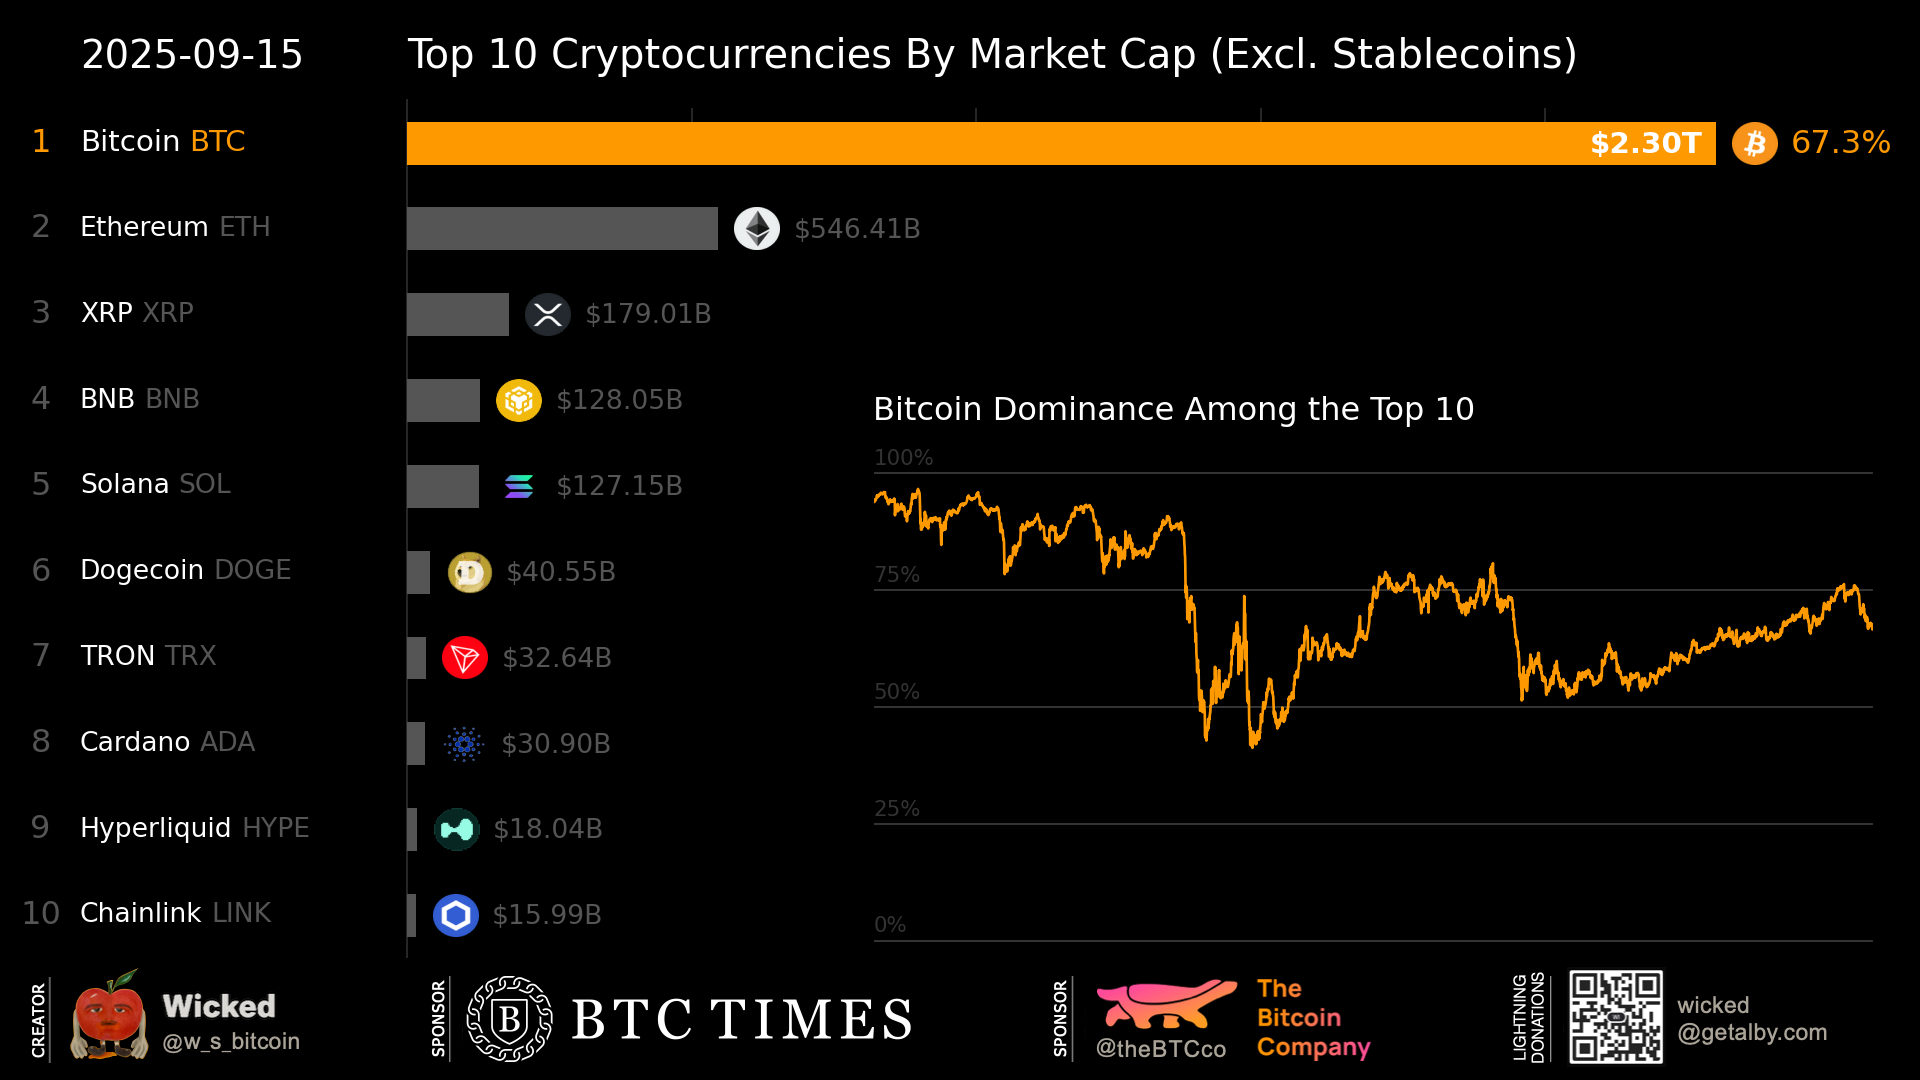 2025-09-15
Top 10 Cryptocurrencies By Market Cap (Excl. Stablecoins)
1 Bitcoin BTC $2.30T 67.3%
2 Ethereum ETH $546.41B
3 XRP XRP $179.01B
4 BNB BNB $128.05B
5 Solana SOL $127.15B
6 Dogecoin DOGE $40.55B
7 TRON TRX $32.64B
8 Cardano ADA $30.90B
9 Hyperliquid HYPE $18.04B
10 Chainlink LINK $15.99B
Bitcoin Dominance Among the Top 10
100%
75%
50%
25%
0%
CREATOR
Wicked
@w_s_bitcoin
SPONSOR
B
BTC TIMES
SPONSOR
@theBTCco
The
Bitcoin
Company
LIGHTNING
DONATIONS
wicked
@getalby.com